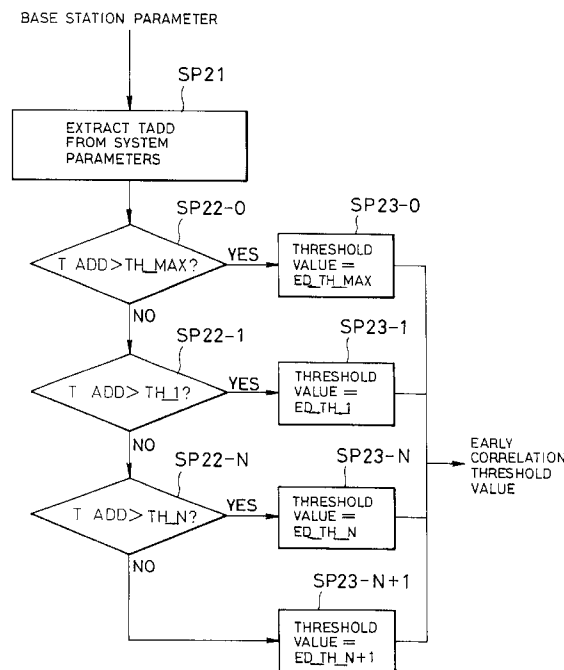 BASE STATION PARAMETER
SP21
EXTRACT TADD
FROM SYSTEM
PARAMETERS
SP22-0
T ADD>TH_MAX?
YES
NO
SP23-0
THRESHOLD
VALUE =
ED_TH_MAX
SP22-1
T ADD>TH_1?
YES
NO
SP23-1
THRESHOLD
VALUE =
ED_TH_1
SP22-N
T ADD>TH_N?
YES
NO
SP23-N
THRESHOLD
VALUE =
ED_TH_N
EARLY
CORRELATION
THRESHOLD
VALUE
SP23-N+1
THRESHOLD
VALUE =
ED_TH_N+1